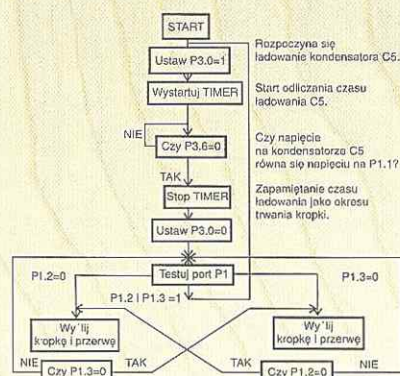 START
Rozpoczyna się
ładowanie kondensatora C5.
Ustaw P3.0=1
Wystartuj TIMER
Start odliczania czasu
ładowania C5.
NIE
Czy P3.6=0
Czy napięcie
na kondensatorze C5
równa się napięciu na P1.1?
TAK
Stop TIMER
Zapamiętanie czasu
ładowania jako okresu
trwania kropki.
Ustaw P3.0=0
P1.2=0
Testuj port P1
P1.3=0
P1.2 I P1.3 =1
Wy´lij
kropkę i przerwę
Wy´lij
kropkę i przerwę
NIE
Czy P1.3=0
TAK
TAK
Czy P1.2=0
NIE